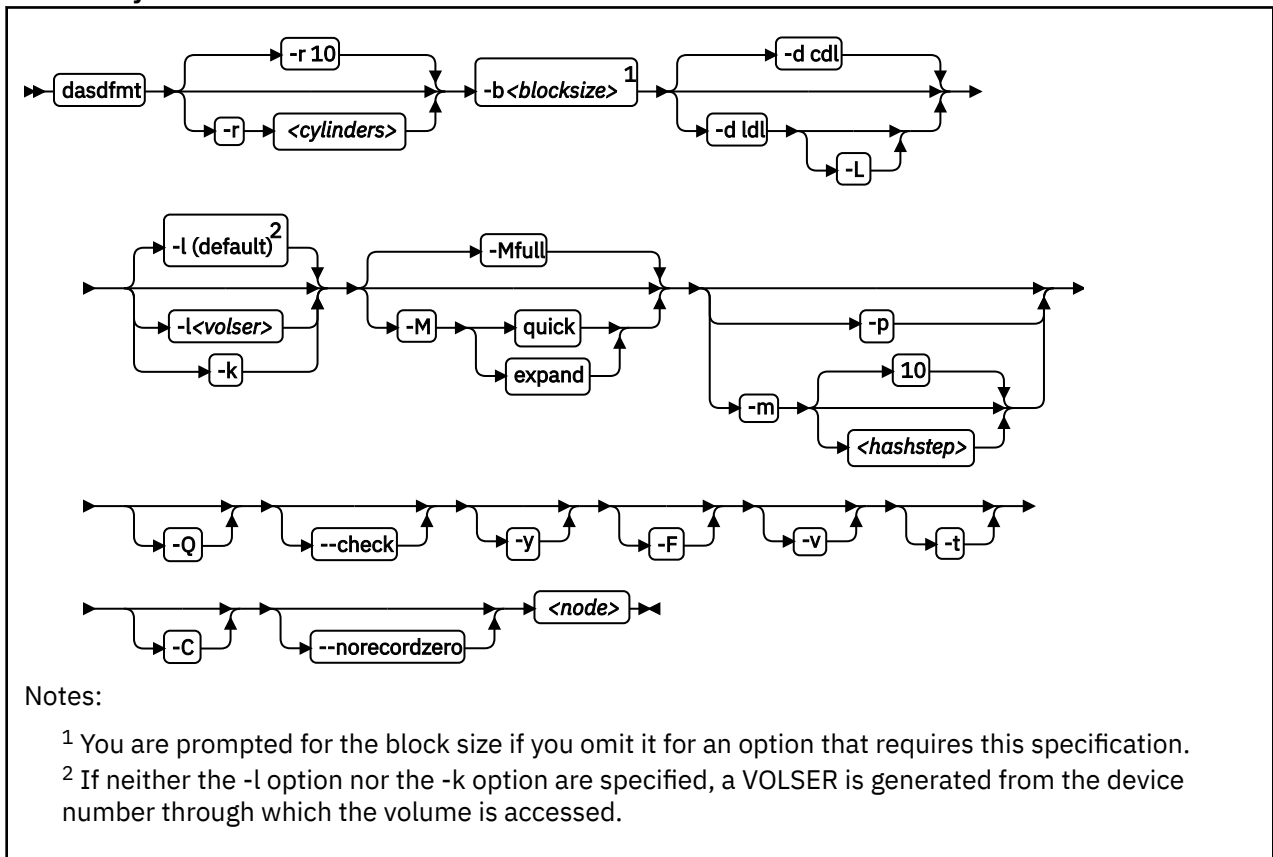 -r 10
-d cdl
dasdfmt
-b<blocksize> 1
-r <cylinders>
-d ldl
-L
-l (default) 2
-Mfull
-l<volser>
-M quick
-p
-k
expand
10
-m
<hashstep>
-Q --check -y -F -v -t
<node>
-C --norecordzero
Notes:
1 You are prompted for the block size if you omit it for an option that requires this specification.
2 If neither the -l option nor the -k option are specified, a VOLSER is generated from the device
number through which the volume is accessed.